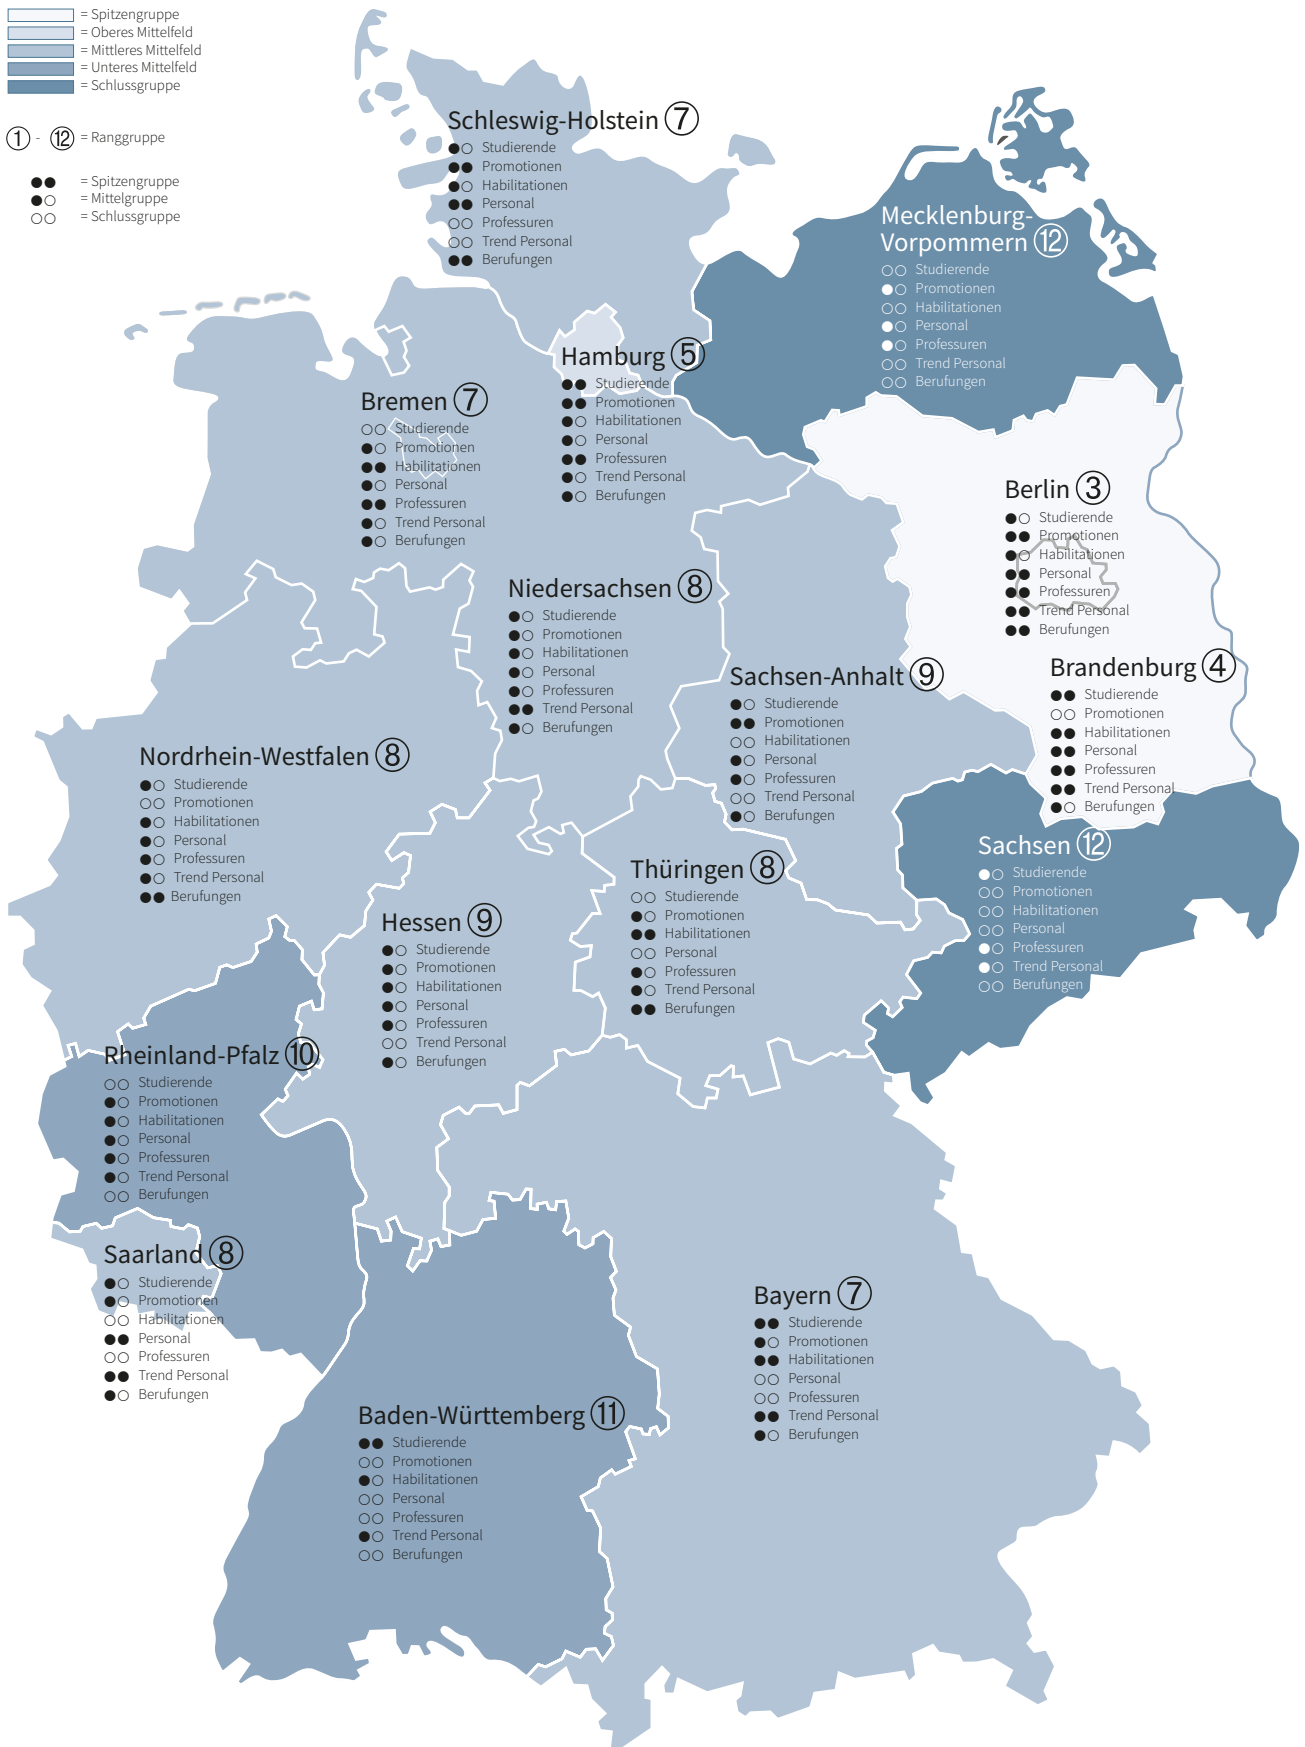 = Spitzengruppe
= Oberes Mittelfeld
= Mittleres Mittelfeld
= Unteres Mittelfeld
= Schlussgruppe
① - ⑫ = Ranggruppe
●● = Spitzengruppe
●○ = Mittelgruppe
○○ = Schlussgruppe
Schleswig-Holstein ⑦
●○ Studierende
●● Promotionen
●○ Habilitationen
●● Personal
○○ Professuren
○○ Trend Personal
●● Berufungen
Mecklenburg-
Vorpommern ⑫
○○ Studierende
●○ Promotionen
○○ Habilitationen
●○ Personal
●○ Professuren
○○ Trend Personal
○○ Berufungen
Hamburg ⑤
●● Studierende
●● Promotionen
●○ Habilitationen
●○ Personal
●● Professuren
●○ Trend Personal
●○ Berufungen
Bremen ⑦
○○ Studierende
●○ Promotionen
●● Habilitationen
●○ Personal
●● Professuren
●○ Trend Personal
●○ Berufungen
Berlin ③
●○ Studierende
●● Promotionen
●○ Habilitationen
●● Personal
●● Professuren
●● Trend Personal
●● Berufungen
Niedersachsen ⑧
●○ Studierende
●○ Promotionen
●○ Habilitationen
●○ Personal
●○ Professuren
●● Trend Personal
●○ Berufungen
Brandenburg ④
●● Studierende
○○ Promotionen
●● Habilitationen
●● Personal
●● Professuren
●● Trend Personal
●○ Berufungen
Sachsen-Anhalt ⑨
●○ Studierende
●● Promotionen
○○ Habilitationen
●○ Personal
●○ Professuren
○○ Trend Personal
●○ Berufungen
Nordrhein-Westfalen ⑧
●○ Studierende
○○ Promotionen
●○ Habilitationen
●○ Personal
●○ Professuren
●○ Trend Personal
●● Berufungen
Sachsen ⑫
●○ Studierende
○○ Promotionen
○○ Habilitationen
○○ Personal
●○ Professuren
●○ Trend Personal
○○ Berufungen
Thüringen ⑧
○○ Studierende
●○ Promotionen
●● Habilitationen
○○ Personal
●○ Professuren
●○ Trend Personal
●● Berufungen
Hessen ⑨
●○ Studierende
●○ Promotionen
●○ Habilitationen
●○ Personal
●○ Professuren
○○ Trend Personal
●○ Berufungen
Rheinland-Pfalz ⑩
○○ Studierende
●○ Promotionen
●○ Habilitationen
●○ Personal
●○ Professuren
●○ Trend Personal
○○ Berufungen
Saarland ⑧
●○ Studierende
●○ Promotionen
○○ Habilitationen
●● Personal
○○ Professuren
●● Trend Personal
●○ Berufungen
Bayern ⑦
●● Studierende
●○ Promotionen
●● Habilitationen
○○ Personal
○○ Professuren
●● Trend Personal
●○ Berufungen
Baden-Württemberg ⑪
●● Studierende
○○ Promotionen
●○ Habilitationen
○○ Personal
○○ Professuren
●○ Trend Personal
○○ Berufungen